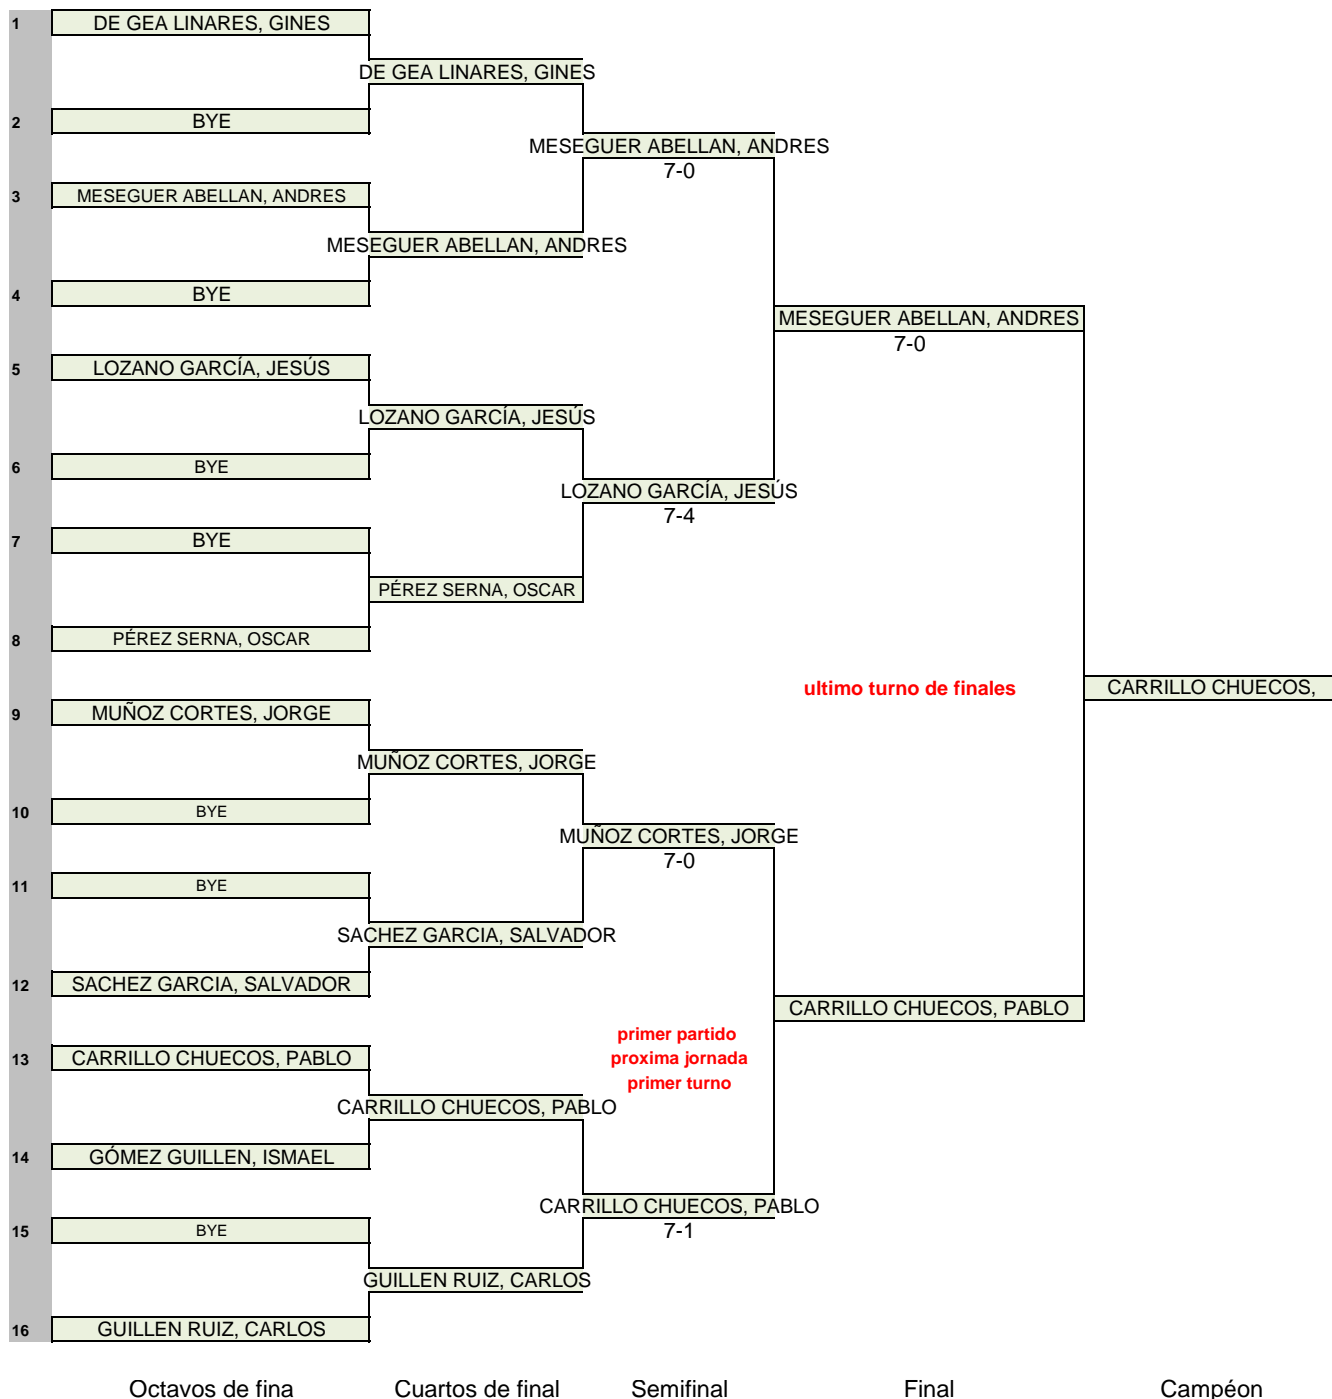 1 DE GEA LINARES, GINES
DE GEA LINARES, GINES
2 BYE
MESEGUER ABELLAN, ANDRES
7-0
3 MESEGUER ABELLAN, ANDRES
MESEGUER ABELLAN, ANDRES
4 BYE
MESEGUER ABELLAN, ANDRES
7-0
5 LOZANO GARCÍA, JESÚS
LOZANO GARCÍA, JESÚS
6 BYE
LOZANO GARCÍA, JESÚS
7-4
7 BYE
PÉREZ SERNA, OSCAR
8 PÉREZ SERNA, OSCAR
ultimo turno de finales
CARRILLO CHUECOS,
9 MUÑOZ CORTES, JORGE
MUÑOZ CORTES, JORGE
10 BYE
MUÑOZ CORTES, JORGE
7-0
11 BYE
SACHEZ GARCIA, SALVADOR
12 SACHEZ GARCIA, SALVADOR
CARRILLO CHUECOS, PABLO
primer partido
proxima jornada
primer turno
13 CARRILLO CHUECOS, PABLO
CARRILLO CHUECOS, PABLO
14 GÓMEZ GUILLEN, ISMAEL
CARRILLO CHUECOS, PABLO
7-1
15 BYE
GUILLEN RUIZ, CARLOS
16 GUILLEN RUIZ, CARLOS
Octavos de fina Cuartos de final Semifinal Final Campéon